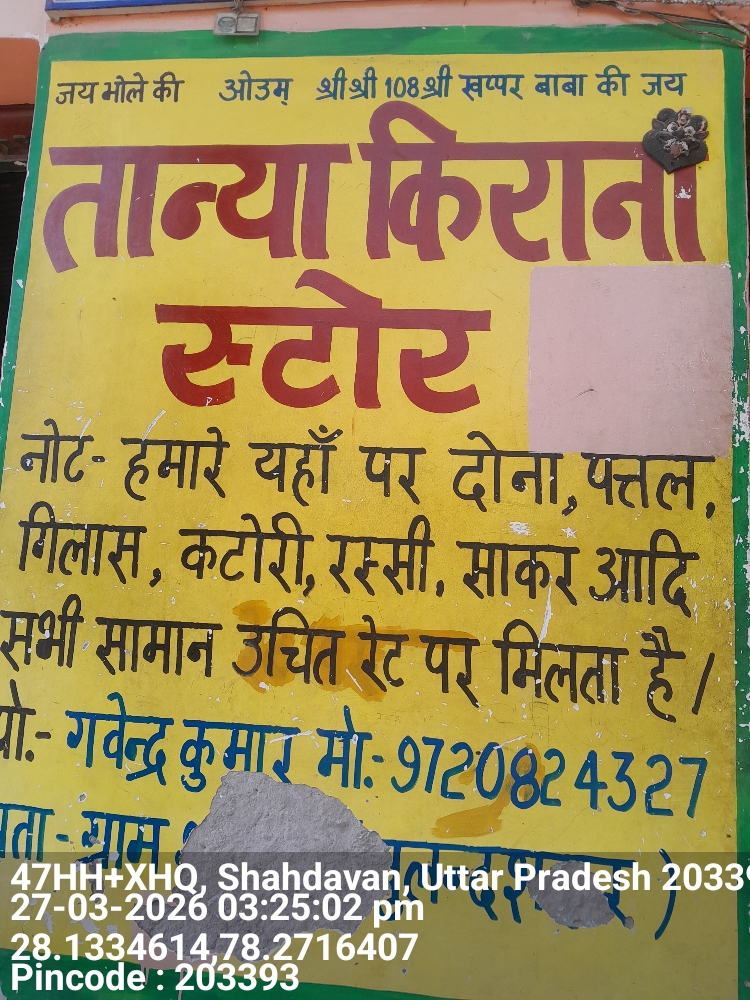 जय भोले की ओउम् श्री श्री 108 श्री खप्पर बाबा की जय
तान्या किराना
स्टोर
नोट- हमारे यहाँ पर दोना, पत्तल,
गिलास, कटोरी, रस्सी, साकर आदि
सभी सामान उचित रेट पर मिलता है/
प्रो:- गवेन्द्र कुमार मो:- 9720824327
पता - ग्राम )
47HH+XHQ, Shahdavan, Uttar Pradesh 2033
27-03-2026 03:25:02 pm
28.1334614,78.2716407
Pincode : 203393